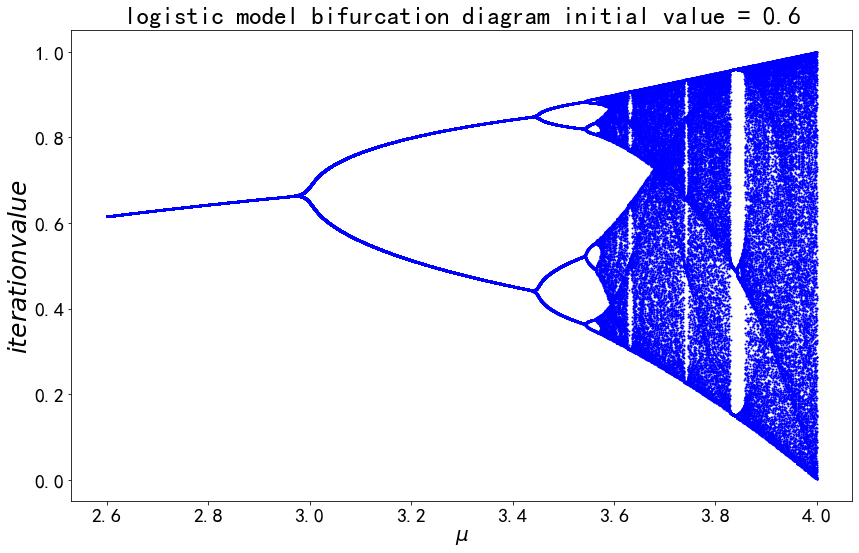 logistic model bifurcation diagram initial value = 0.6
iterationvalue
1.0
0.8
0.6
0.4
0.2
0.0
2.6 2.8 3.0 3.2 3.4 3.6 3.8 4.0
μ